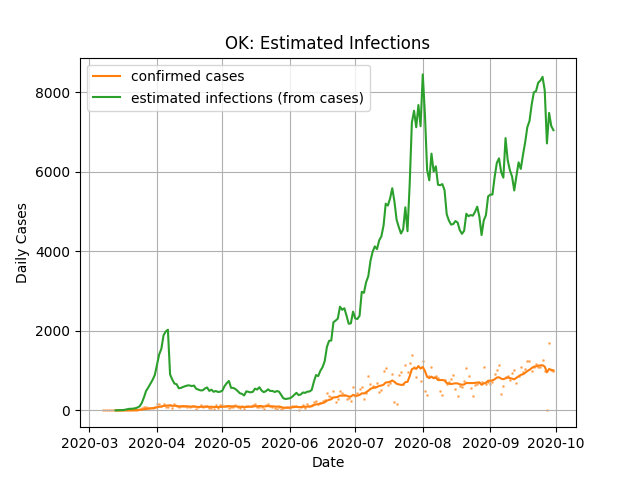 OK: Estimated Infections
confirmed cases
estimated infections (from cases)
Daily Cases
8000
6000
4000
2000
0
2020-03 2020-04 2020-05 2020-06 2020-07 2020-08 2020-09 2020-10
Date